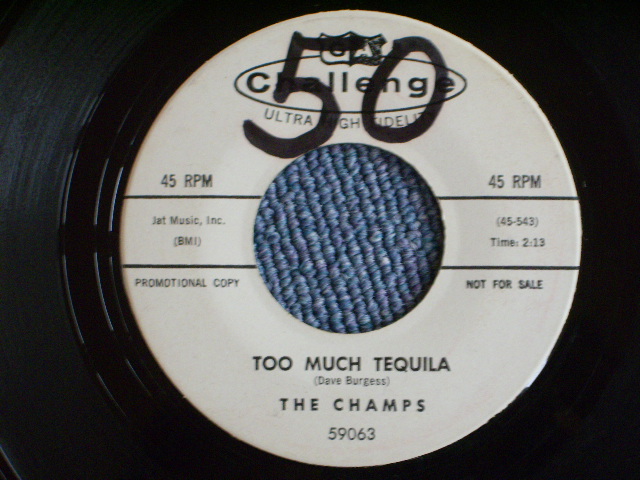 50
Challenge
ULTRA HIGH FIDELITY
45 RPM
45 RPM
Jat Music, Inc.
(BMI)
(45-543)
Time: 2:13
PROMOTIONAL COPY
NOT FOR SALE
TOO MUCH TEQUILA
(Dave Burgess)
THE CHAMPS
59063